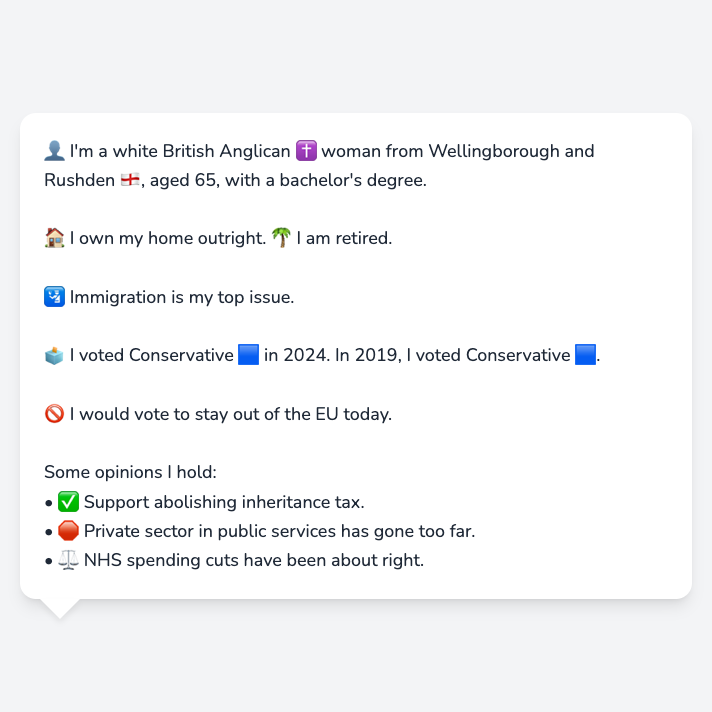 👤 I'm a white British Anglican ✝️ woman from Wellingborough and
Rushden 🏴󠁧󠁢󠁥󠁮󠁧󠁿, aged 65, with a bachelor's degree.
🏠 I own my home outright. 🌴 I am retired.
🛂 Immigration is my top issue.
🗳️ I voted Conservative 🟦 in 2024. In 2019, I voted Conservative 🟦.
🚫 I would vote to stay out of the EU today.
Some opinions I hold:
• ✅ Support abolishing inheritance tax.
• 🛑 Private sector in public services has gone too far.
• ⚖️ NHS spending cuts have been about right.